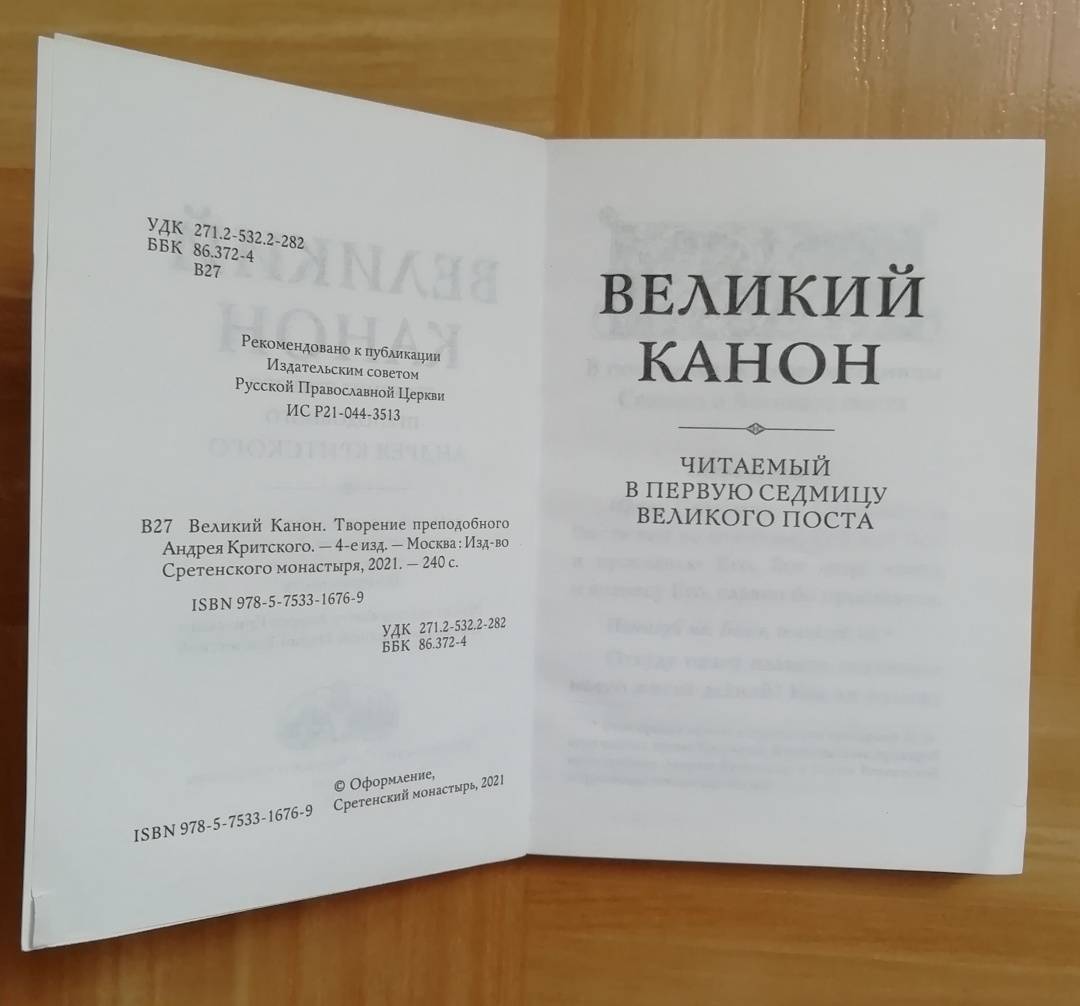 УДК 271.2-532.2-282
ББК 86.372-4
В27
Рекомендовано к публикации
Издательским советом
Русской Православной Церкви
ИС Р21-044-3513
В27 Великий Канон. Творение преподобного
Андрея Критского. — 4-е изд. — Москва : Изд-во
Сретенского монастыря, 2021. — 240 с.
ISBN 978-5-7533-1676-9
УДК 271.2-532.2-282
ББК 86.372-4
© Оформление,
Сретенский монастырь, 2021
ISBN 978-5-7533-1676-9
ВЕЛИКИЙ
КАНОН
ЧИТАЕМЫЙ
В ПЕРВУЮ СЕДМИЦУ
ВЕЛИКОГО ПОСТА